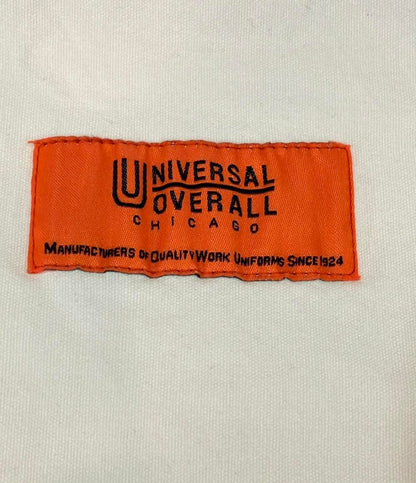 UNIVERSAL
OVERALL
CHICAGO
MANUFACTURERS OF QUALITY WORK UNIFORMS SINCE 1924